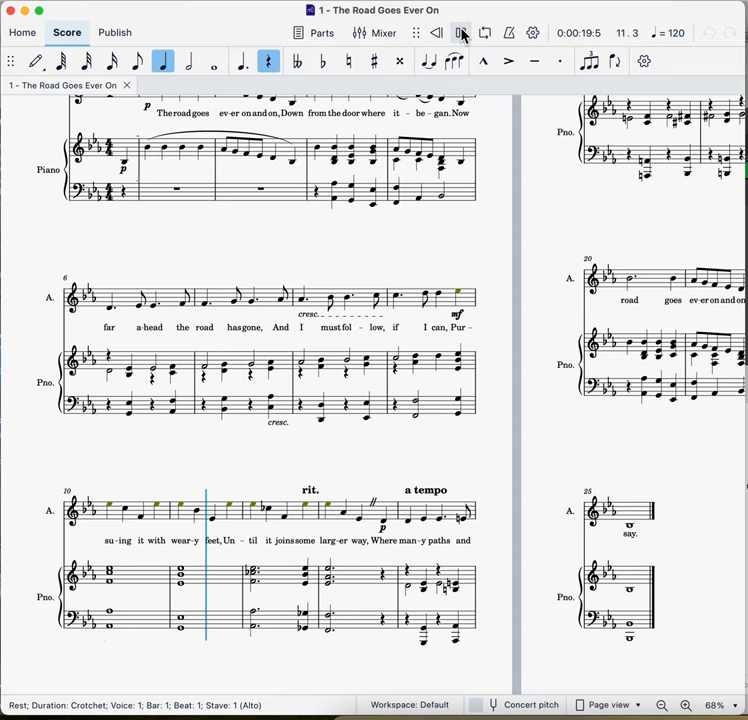 1 - The Road Goes Ever On
Home Score Publish Parts Mixer 0:00:19:5 11. 3 = 120
1 - The Road Goes Ever On
p
The road goes ev-er on and on, Down from the door where it - be - gan. Now
Piano
p
Pno.
6
A.
cresc.
mf
far a-head the road has gone, And I must fol - low, if I can, Pur -
Pno.
cresc.
20
A.
road goes ev-er on and on
Pno.
10
rit. a tempo
A.
p
su-ing it with wear-y feet, Un - til it joins some larg-er way, Where man-y paths and
Pno.
25
A.
say.
Pno.
Rest; Duration: Crotchet; Voice: 1; Bar: 1; Beat: 1; Stave: 1 (Alto) Workspace: Default Concert pitch Page view 68%